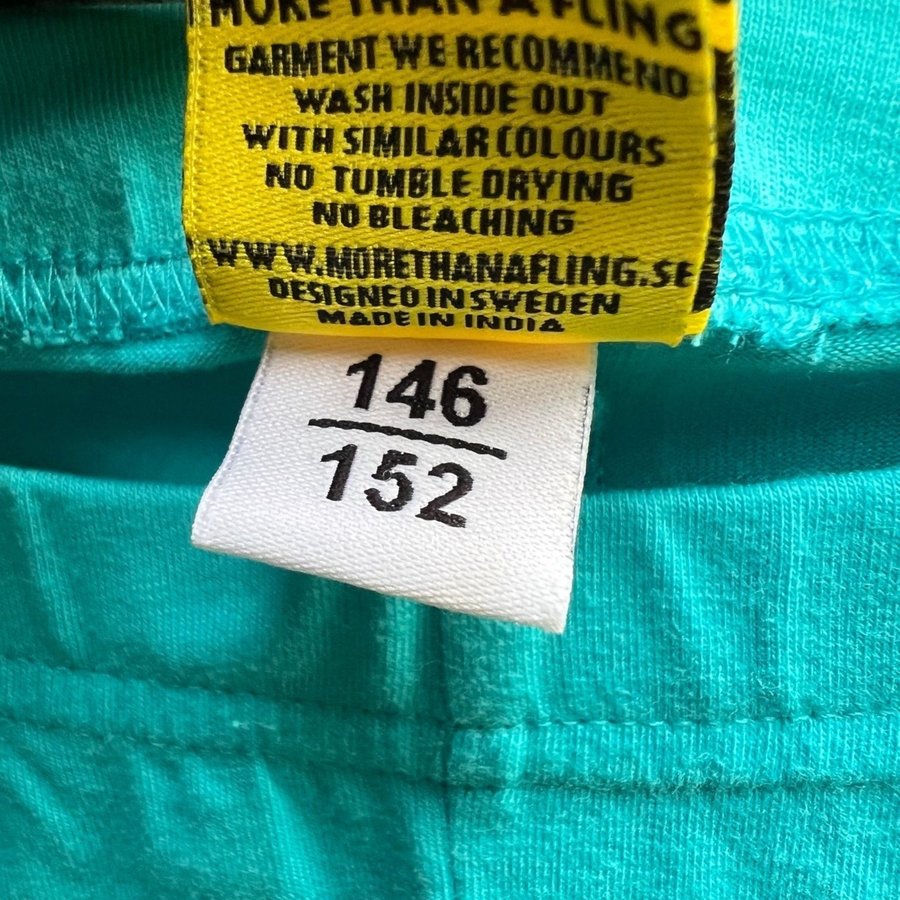 MORE THAN A FLING
GARMENT WE RECOMMEND
WASH INSIDE OUT
WITH SIMILAR COLOURS
NO TUMBLE DRYING
NO BLEACHING
WWW.MORETHANAFLING.SE
DESIGNED IN SWEDEN
MADE IN INDIA
146
152